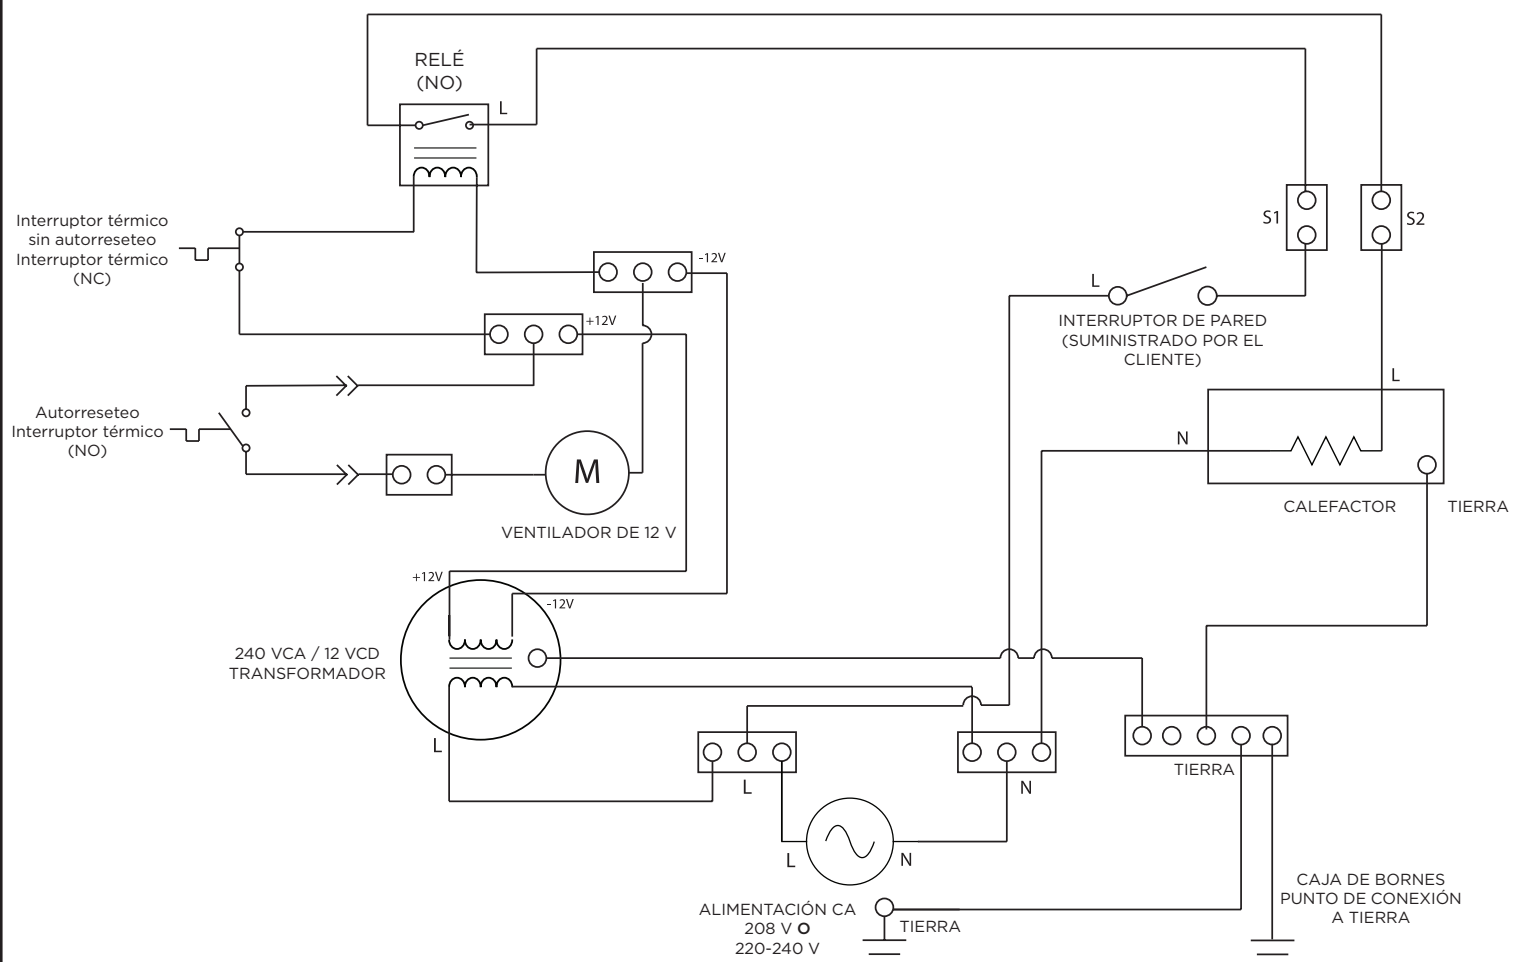 RELÉ
(NO)
L
Interruptor térmico
sin autorreseteo
Interruptor térmico
(NC)
-12V
+12V
S1
S2
L
INTERRUPTOR DE PARED
(SUMINISTRADO POR EL
CLIENTE)
L
N
Autorreseteo
Interruptor térmico
(NO)
M
VENTILADOR DE 12 V
CALEFACTOR
TIERRA
+12V
-12V
240 VCA / 12 VCD
TRANSFORMADOR
L
L
N
TIERRA
L
N
ALIMENTACIÓN CA
208 V O
220-240 V
TIERRA
CAJA DE BORNES
PUNTO DE CONEXIÓN
A TIERRA